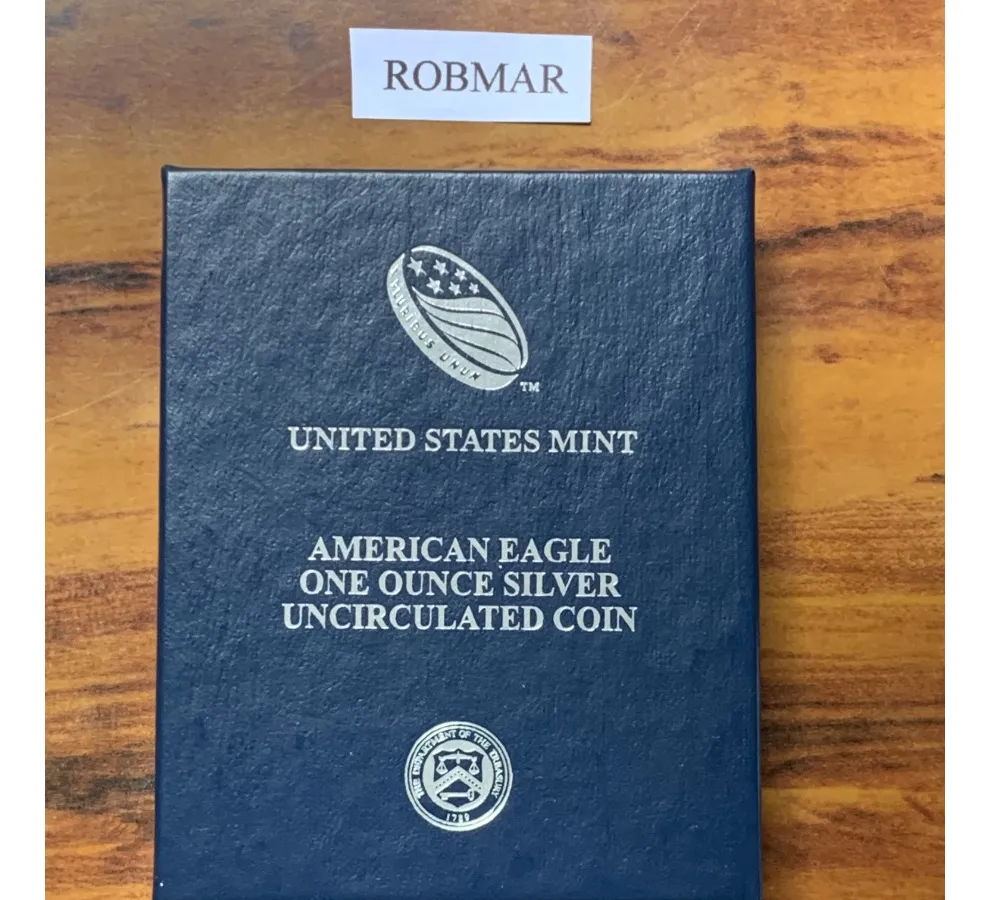 ROBMAR
PLURIBUS UNUM
TM
UNITED STATES MINT
AMERICAN EAGLE
ONE OUNCE SILVER
UNCIRCULATED COIN
THE DEPARTMENT OF THE TREASURY
1789